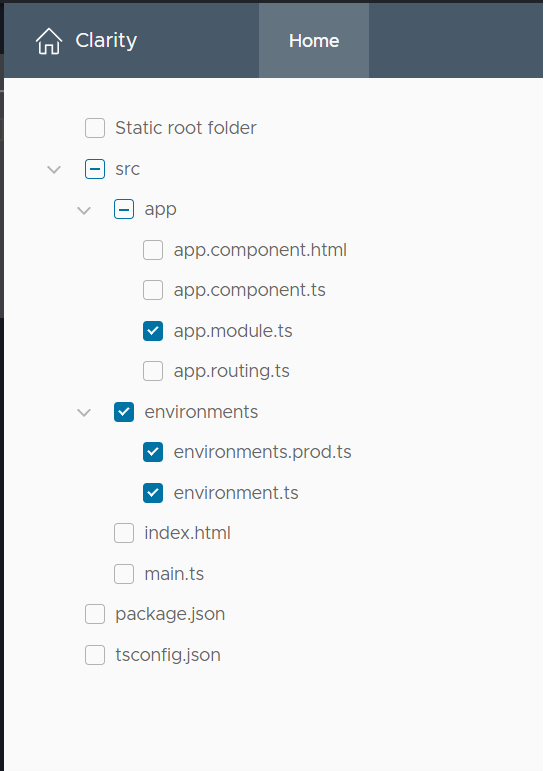 Clarity
Home
Static root folder
src
app
app.component.html
app.component.ts
app.module.ts
app.routing.ts
environments
environments.prod.ts
environment.ts
index.html
main.ts
package.json
tsconfig.json